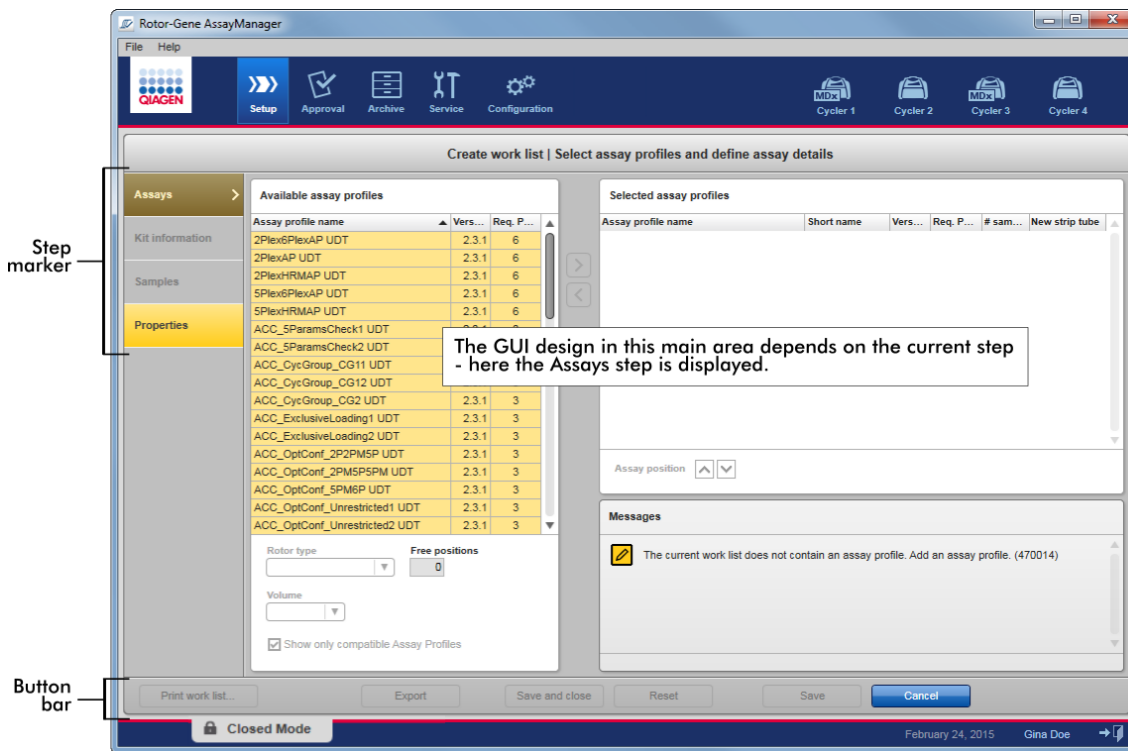 Rotor-Gene AssayManager
File Help
QIAGEN
Setup
Approval
Archive
Service
Configuration
MDx
Cycler 1
Cycler 2
MDx
Cycler 3
Cycler 4
Create work list | Select assay profiles and define assay details
Step
marker
Assays
Kit information
Samples
Properties
Available assay profiles
Assay profile name Vers... Req. P...
2Plex6PlexAP UDT 2.3.1 6
2PlexAP UDT 2.3.1 6
2PlexHRMAP UDT 2.3.1 6
5Plex6PlexAP UDT 2.3.1 6
5PlexHRMAP UDT 2.3.1 6
ACC_5ParamsCheck1 UDT
ACC_5ParamsCheck2 UDT
ACC_CycGroup_CG11 UDT
ACC_CycGroup_CG12 UDT
ACC_CycGroup_CG2 UDT 2.3.1 3
ACC_ExclusiveLoading1 UDT 2.3.1 3
ACC_ExclusiveLoading2 UDT 2.3.1 3
ACC_OptConf_2P2PM5P UDT 2.3.1 3
ACC_OptConf_2PM5P5PM UDT 2.3.1 3
ACC_OptConf_5PM6P UDT 2.3.1 3
ACC_OptConf_Unrestricted1 UDT 2.3.1 3
ACC_OptConf_Unrestricted2 UDT 2.3.1 3
Rotor type
Free positions
0
Volume
Show only compatible Assay Profiles
Selected assay profiles
Assay profile name Short name Vers... Req. P... # sam... New strip tube
The GUI design in this main area depends on the current step
- here the Assays step is displayed.
Assay position
Messages
The current work list does not contain an assay profile. Add an assay profile. (470014)
Button
bar
Print work list... Export Save and close Reset Save Cancel
Closed Mode
February 24, 2015 Gina Doe